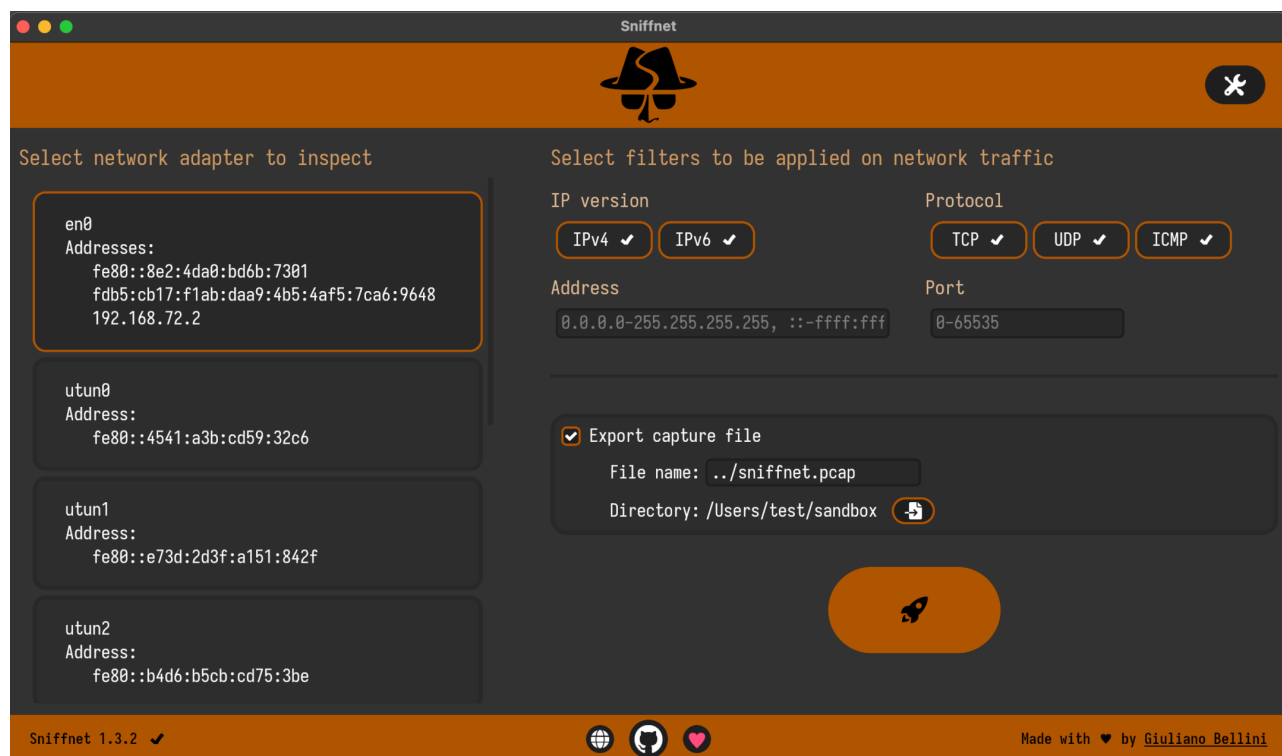 Sniffnet
Select network adapter to inspect
en0
Addresses:
fe80::8e2:4da0:bd6b:7301
fdb5:cb17:f1ab:daa9:4b5:4af5:7ca6:9648
192.168.72.2
utun0
Address:
fe80::4541:a3b:cd59:32c6
utun1
Address:
fe80::e73d:2d3f:a151:842f
utun2
Address:
fe80::b4d6:b5cb:cd75:3be
Select filters to be applied on network traffic
IP version
IPv4 ✔ IPv6 ✔
Protocol
TCP ✔ UDP ✔ ICMP ✔
Address
0.0.0.0-255.255.255.255, ::-ffff:fff
Port
0-65535
Export capture file
File name: ../sniffnet.pcap
Directory: /Users/test/sandbox
Sniffnet 1.3.2 ✔
Made with ♥ by Giuliano Bellini